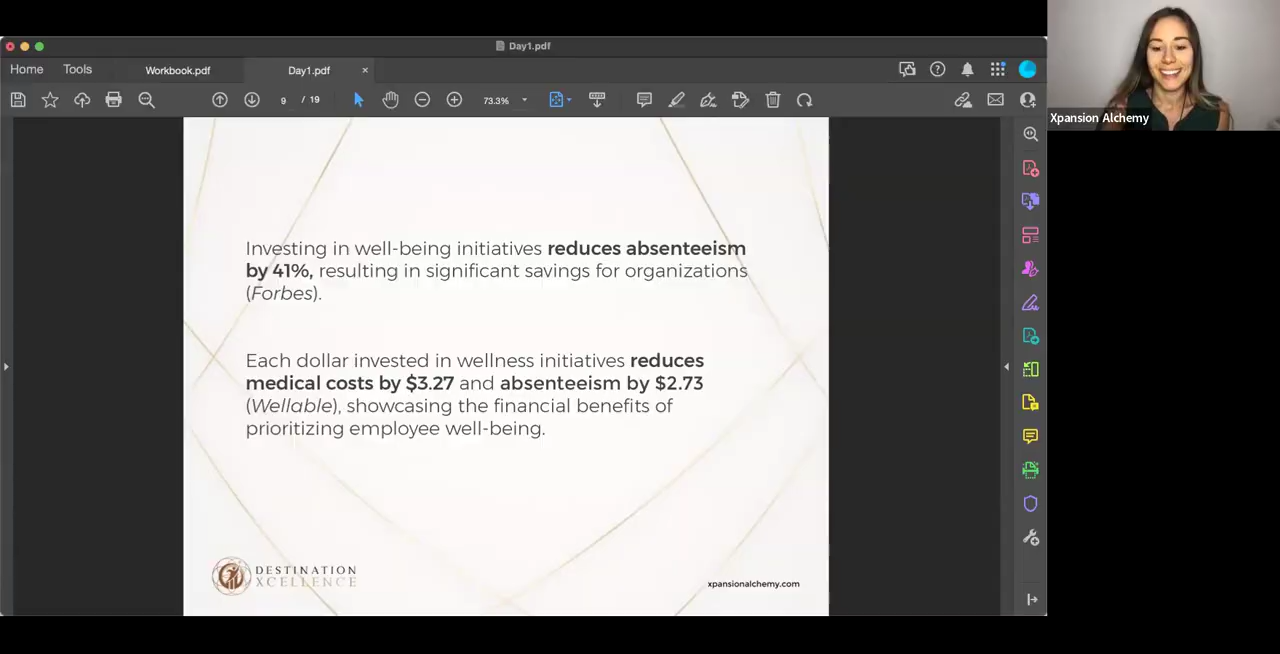 Day1.pdf
Home
Tools
Workbook.pdf
Day1.pdf
×
9 / 19
73.3%
Xpansion Alchemy
Investing in well-being initiatives reduces absenteeism
by 41%, resulting in significant savings for organizations
(Forbes).
Each dollar invested in wellness initiatives reduces
medical costs by $3.27 and absenteeism by $2.73
(Wellable), showcasing the financial benefits of
prioritizing employee well-being.
DESTINATION
XCELLENCE
xpansionalchemy.com